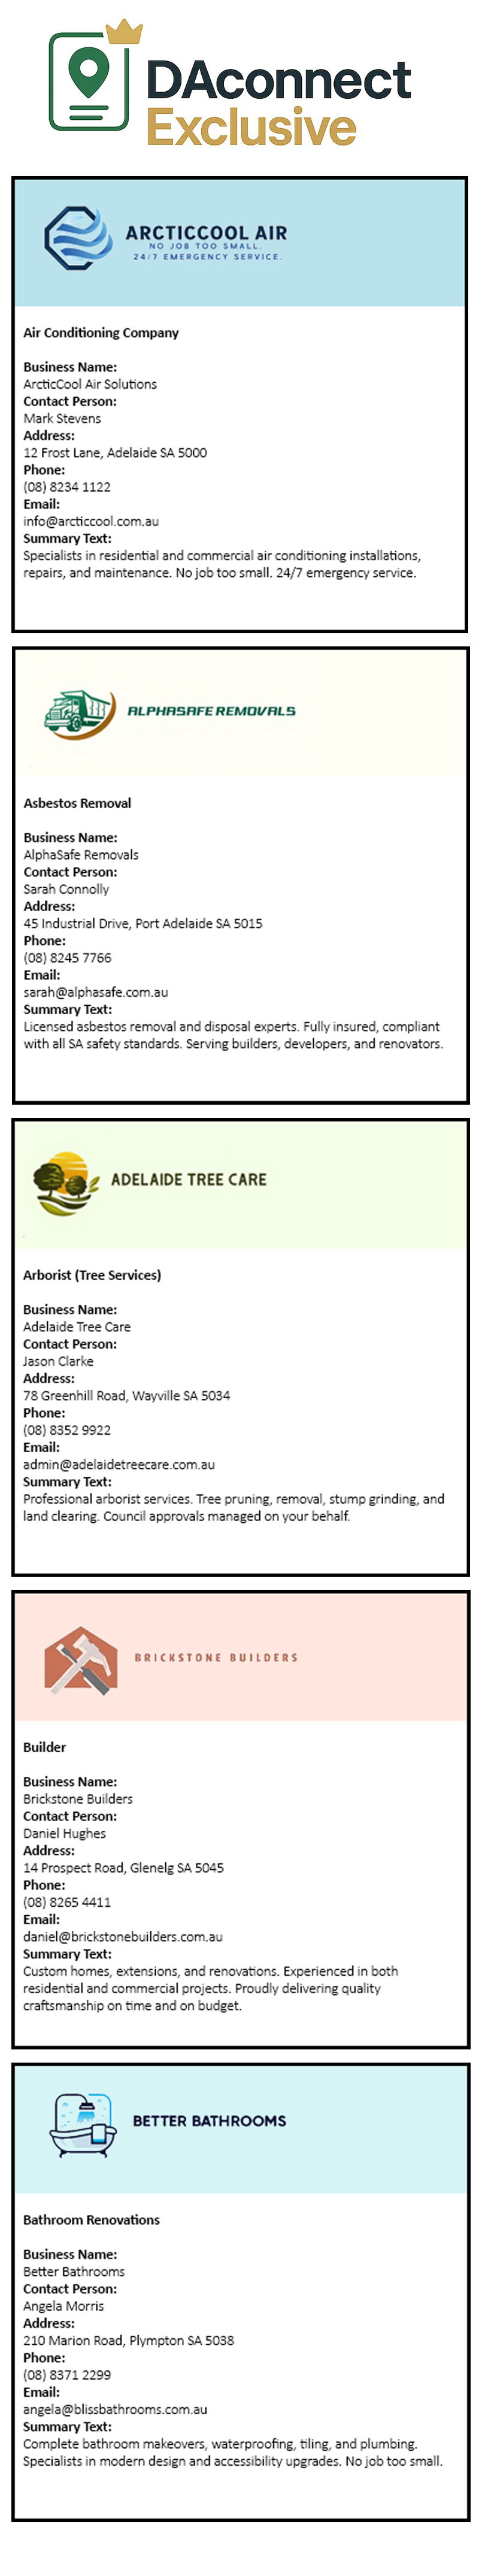 DAconnect
Exclusive
ARCTICCOOL AIR
NO JOB TOO SMALL.
24/7 EMERGENCY SERVICE.
Air Conditioning Company
Business Name:
ArcticCool Air Solutions
Contact Person:
Mark Stevens
Address:
12 Frost Lane, Adelaide SA 5000
Phone:
(08) 8234 1122
Email:
info@arcticcool.com.au
Summary Text:
Specialists in residential and commercial air conditioning installations,
repairs, and maintenance. No job too small. 24/7 emergency service.
ALPHASAFE REMOVALS
Asbestos Removal
Business Name:
AlphaSafe Removals
Contact Person:
Sarah Connolly
Address:
45 Industrial Drive, Port Adelaide SA 5015
Phone:
(08) 8245 7766
Email:
sarah@alphasafe.com.au
Summary Text:
Licensed asbestos removal and disposal experts. Fully insured, compliant
with all SA safety standards. Serving builders, developers, and renovators.
ADELAIDE TREE CARE
Arborist (Tree Services)
Business Name:
Adelaide Tree Care
Contact Person:
Jason Clarke
Address:
78 Greenhill Road, Wayville SA 5034
Phone:
(08) 8352 9922
Email:
admin@adelaidetreecare.com.au
Summary Text:
Professional arborist services. Tree pruning, removal, stump grinding, and
land clearing. Council approvals managed on your behalf.
BRICKSTONE BUILDERS
Builder
Business Name:
Brickstone Builders
Contact Person:
Daniel Hughes
Address:
14 Prospect Road, Glenelg SA 5045
Phone:
(08) 8265 4411
Email:
daniel@brickstonebuilders.com.au
Summary Text:
Custom homes, extensions, and renovations. Experienced in both
residential and commercial projects. Proudly delivering quality
craftsmanship on time and on budget.
BETTER BATHROOMS
Bathroom Renovations
Business Name:
Better Bathrooms
Contact Person:
Angela Morris
Address:
210 Marion Road, Plympton SA 5038
Phone:
(08) 8371 2299
Email:
angela@blissbathrooms.com.au
Summary Text:
Complete bathroom makeovers, waterproofing, tiling, and plumbing.
Specialists in modern design and accessibility upgrades. No job too small.